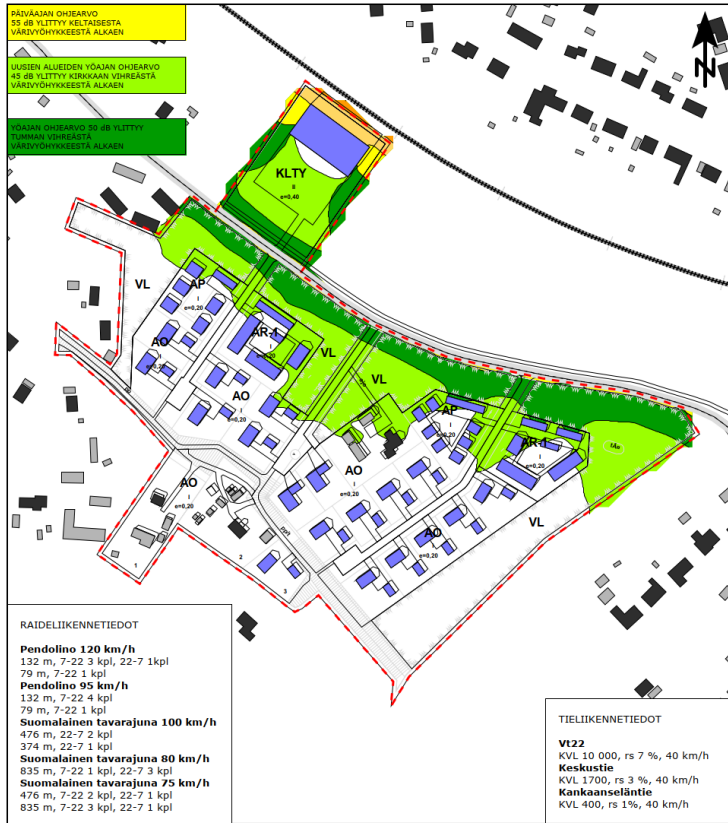 PÄIVÄAJAN OHJEARVO
55 dB YLITTYY KELTAISESTA
VÄRIVYÖHYKKEESTÄ ALKAEN
UUSIEN ALUEIDEN YÖAJAN OHJEARVO
45 dB YLITTYY KIRKKAAN VIHREÄSTÄ
VÄRIVYÖHYKKEESTÄ ALKAEN
YÖAJAN OHJEARVO 50 dB YLITTYY
TUMMAN VIHREÄSTÄ
VÄRIVYÖHYKKEESTÄ ALKAEN
N
KLTY
II
e=0,40
VL
AP
I
e=0,20
AR-1
I
e=0,20
AO
I
e=0,20
VL
VL
AO
I
e=0,20
AP
I
e=0,20
AR-1
I
e=0,20
AO
I
e=0,20
AO
I
e=0,20
AO
e=0,20
VL
pp/t
1
2
3
RAIDELIIKENNETIEDOT
Pendolino 120 km/h
132 m, 7-22 3 kpl, 22-7 1kpl
79 m, 7-22 1 kpl
Pendolino 95 km/h
132 m, 7-22 4 kpl
79 m, 7-22 1 kpl
Suomalainen tavarajuna 100 km/h
476 m, 22-7 2 kpl
374 m, 22-7 1 kpl
Suomalainen tavarajuna 80 km/h
835 m, 7-22 1 kpl, 22-7 3 kpl
Suomalainen tavarajuna 75 km/h
476 m, 7-22 2 kpl, 22-7 1 kpl
835 m, 7-22 3 kpl, 22-7 1 kpl
TIELIIKENNETIEDOT
Vt22
KVL 10 000, rs 7 %, 40 km/h
Keskustie
KVL 1700, rs 3 %, 40 km/h
Kankaanseläntie
KVL 400, rs 1%, 40 km/h